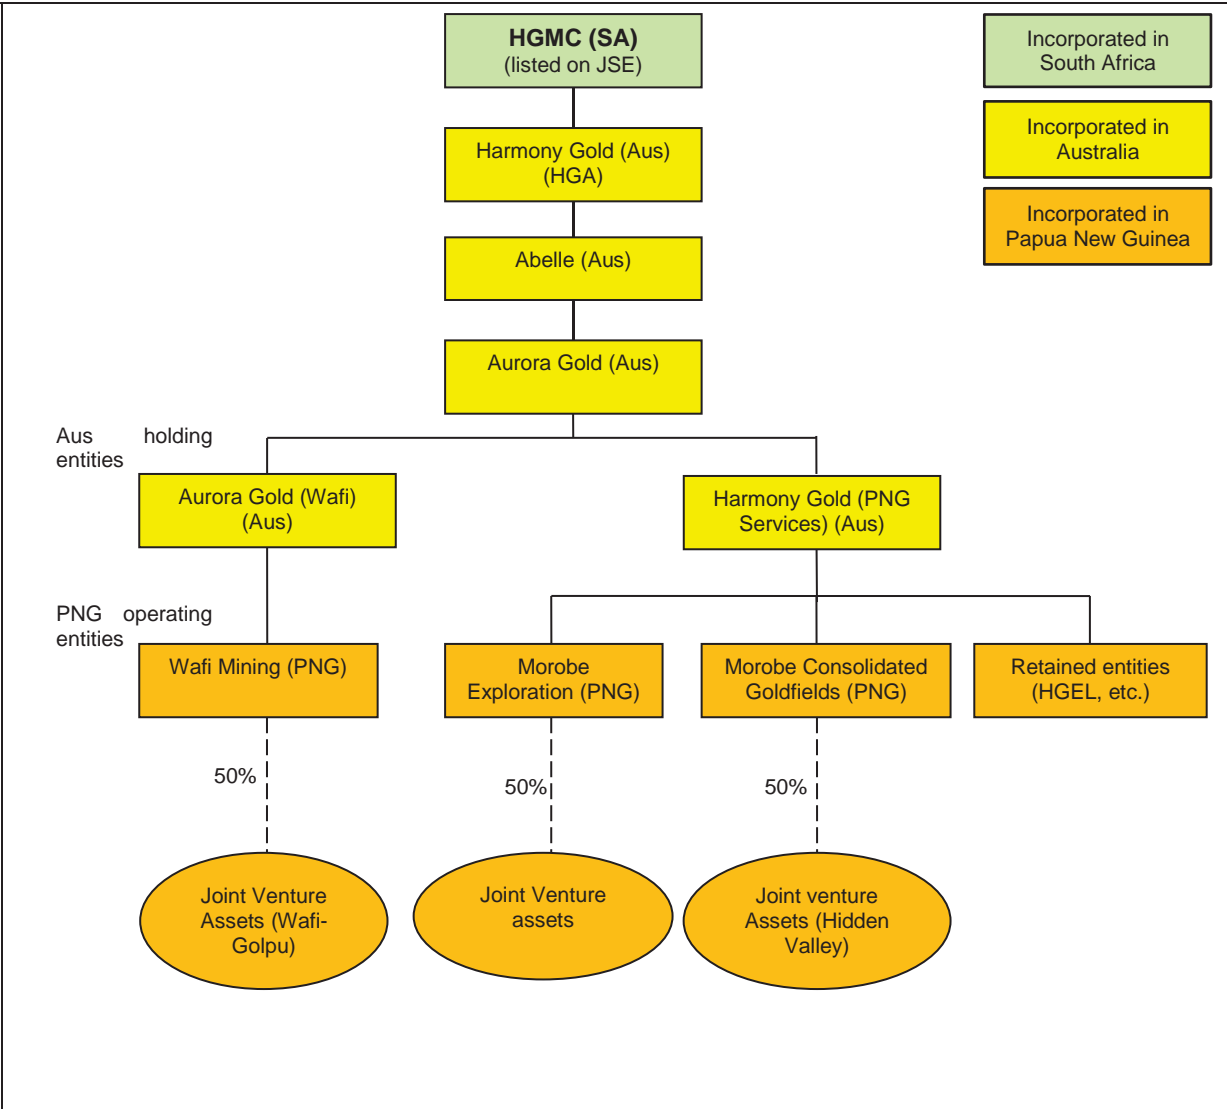 HGMC (SA)
(listed on JSE)
Incorporated in
South Africa
Harmony Gold (Aus)
(HGA)
Incorporated in
Australia
Incorporated in
Papua New Guinea
Abelle (Aus)
Aurora Gold (Aus)
Aus holding
entities
Aurora Gold (Wafi)
(Aus)
Harmony Gold (PNG
Services) (Aus)
PNG operating
entities
Wafi Mining (PNG)
Morobe
Exploration (PNG)
Morobe Consolidated
Goldfields (PNG)
Retained entities
(HGEL, etc.)
50%
50%
50%
Joint Venture
Assets (Wafi-
Golpu)
Joint Venture
assets
Joint venture
Assets (Hidden
Valley)